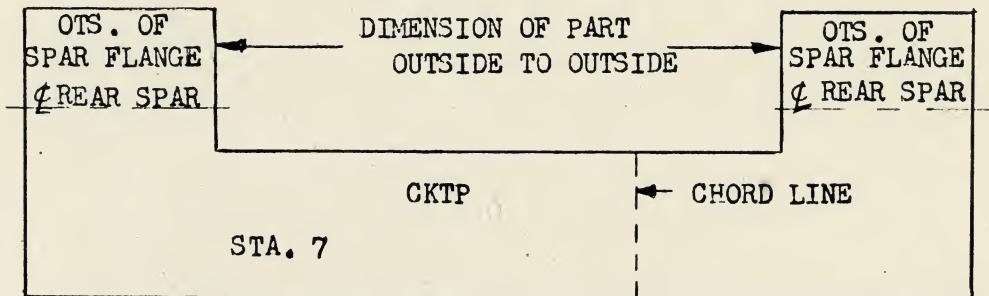 OTS. OF
SPAR FLANGE
℄ REAR SPAR
DIMENSION OF PART
OUTSIDE TO OUTSIDE
OTS. OF
SPAR FLANGE
℄ REAR SPAR
CKTP
CHORD LINE
STA. 7